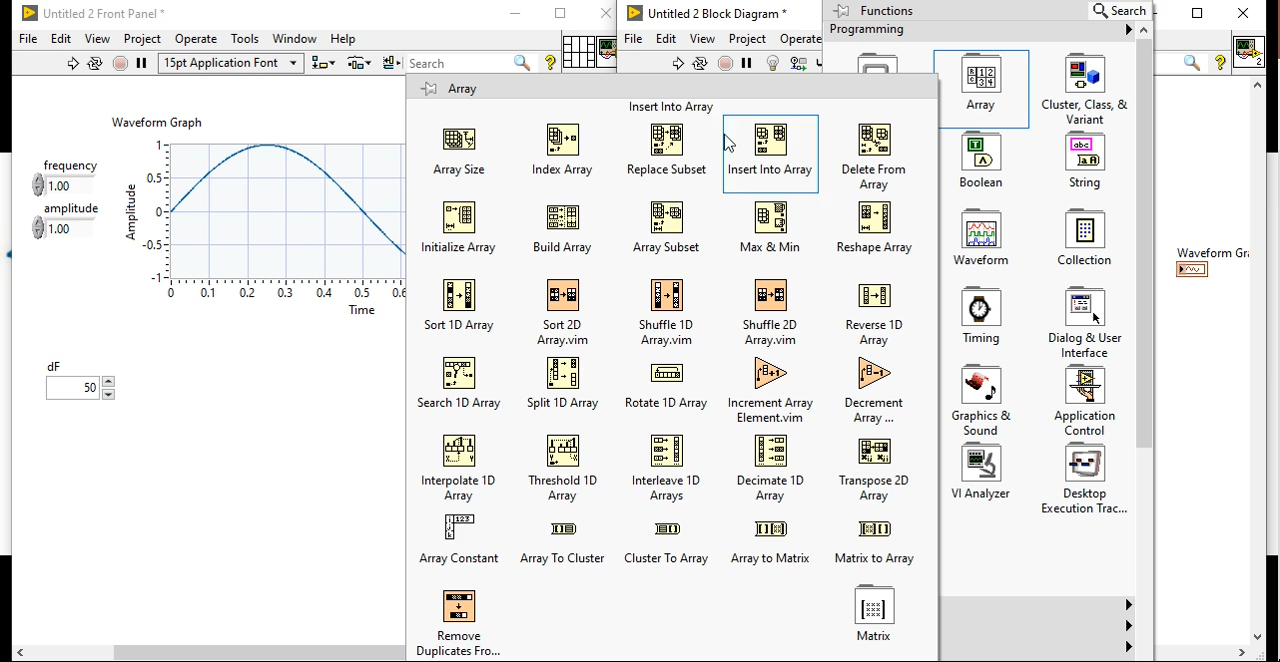 Untitled 2 Front Panel *
File Edit View Project Operate Tools Window Help
15pt Application Font
Search
Untitled 2 Block Diagram *
File Edit View Project Operate
Functions
Search
Programming
Waveform Graph
frequency
1.00
amplitude
1.00
Amplitude
1
0.5
0
-0.5
-1
0 0.1 0.2 0.3 0.4 0.5 0.6
Time
dF
50
Array
Insert Into Array
Array Size Index Array Replace Subset Insert Into Array Delete From
Array
Initialize Array Build Array Array Subset Max & Min Reshape Array
Sort 1D Array Sort 2D Shuffle 1D Shuffle 2D Reverse 1D
Array.vim Array.vim Array.vim Array
Search 1D Array Split 1D Array Rotate 1D Array Increment Array Decrement
Element.vim Array ...
Interpolate 1D Threshold 1D Interleave 1D Decimate 1D Transpose 2D
Array Array Arrays Array Array
Array Constant Array To Cluster Cluster To Array Array to Matrix Matrix to Array
Remove Matrix
Duplicates Fro...
Array Cluster, Class, &
Variant
Boolean String
Waveform Collection
Timing Dialog & User
Interface
Graphics & Application
Sound Control
VI Analyzer Desktop
Execution Trac...
Waveform Gra